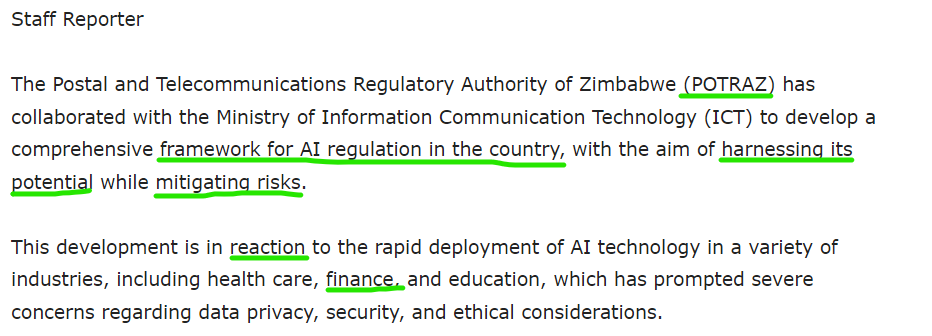 Staff Reporter
The Postal and Telecommunications Regulatory Authority of Zimbabwe (POTRAZ) has
collaborated with the Ministry of Information Communication Technology (ICT) to develop a
comprehensive framework for AI regulation in the country, with the aim of harnessing its
potential while mitigating risks.
This development is in reaction to the rapid deployment of AI technology in a variety of
industries, including health care, finance, and education, which has prompted severe
concerns regarding data privacy, security, and ethical considerations.